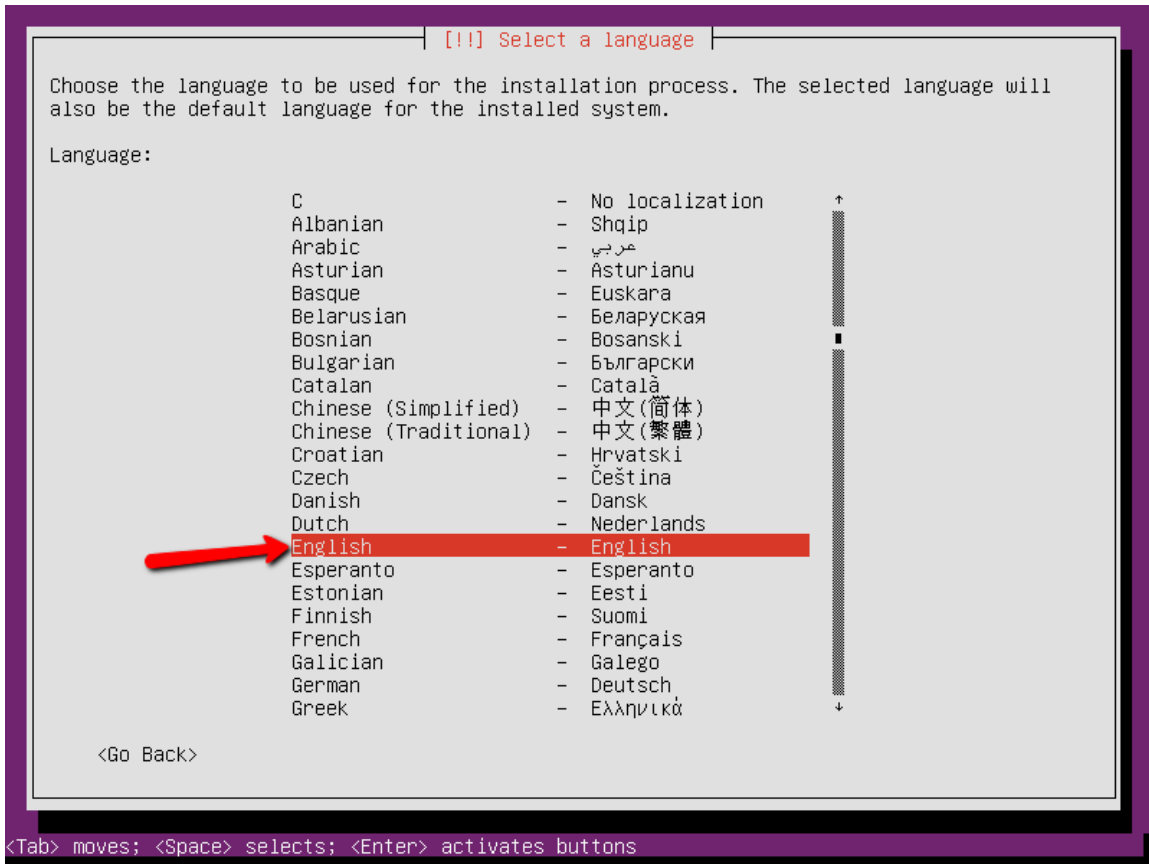 [!!] Select a language
Choose the language to be used for the installation process. The selected language will
also be the default language for the installed system.
Language:
C - No localization
Albanian - Shqip
Arabic - عربي
Asturian - Asturianu
Basque - Euskara
Belarusian - Беларуская
Bosnian - Bosanski
Bulgarian - Български
Catalan - Català
Chinese (Simplified) - 中文(简体)
Chinese (Traditional) - 中文(繁體)
Croatian - Hrvatski
Czech - Čeština
Danish - Dansk
Dutch - Nederlands
English - English
Esperanto - Esperanto
Estonian - Eesti
Finnish - Suomi
French - Français
Galician - Galego
German - Deutsch
Greek - Ελληνικά
<Go Back>
<Tab> moves; <Space> selects; <Enter> activates buttons